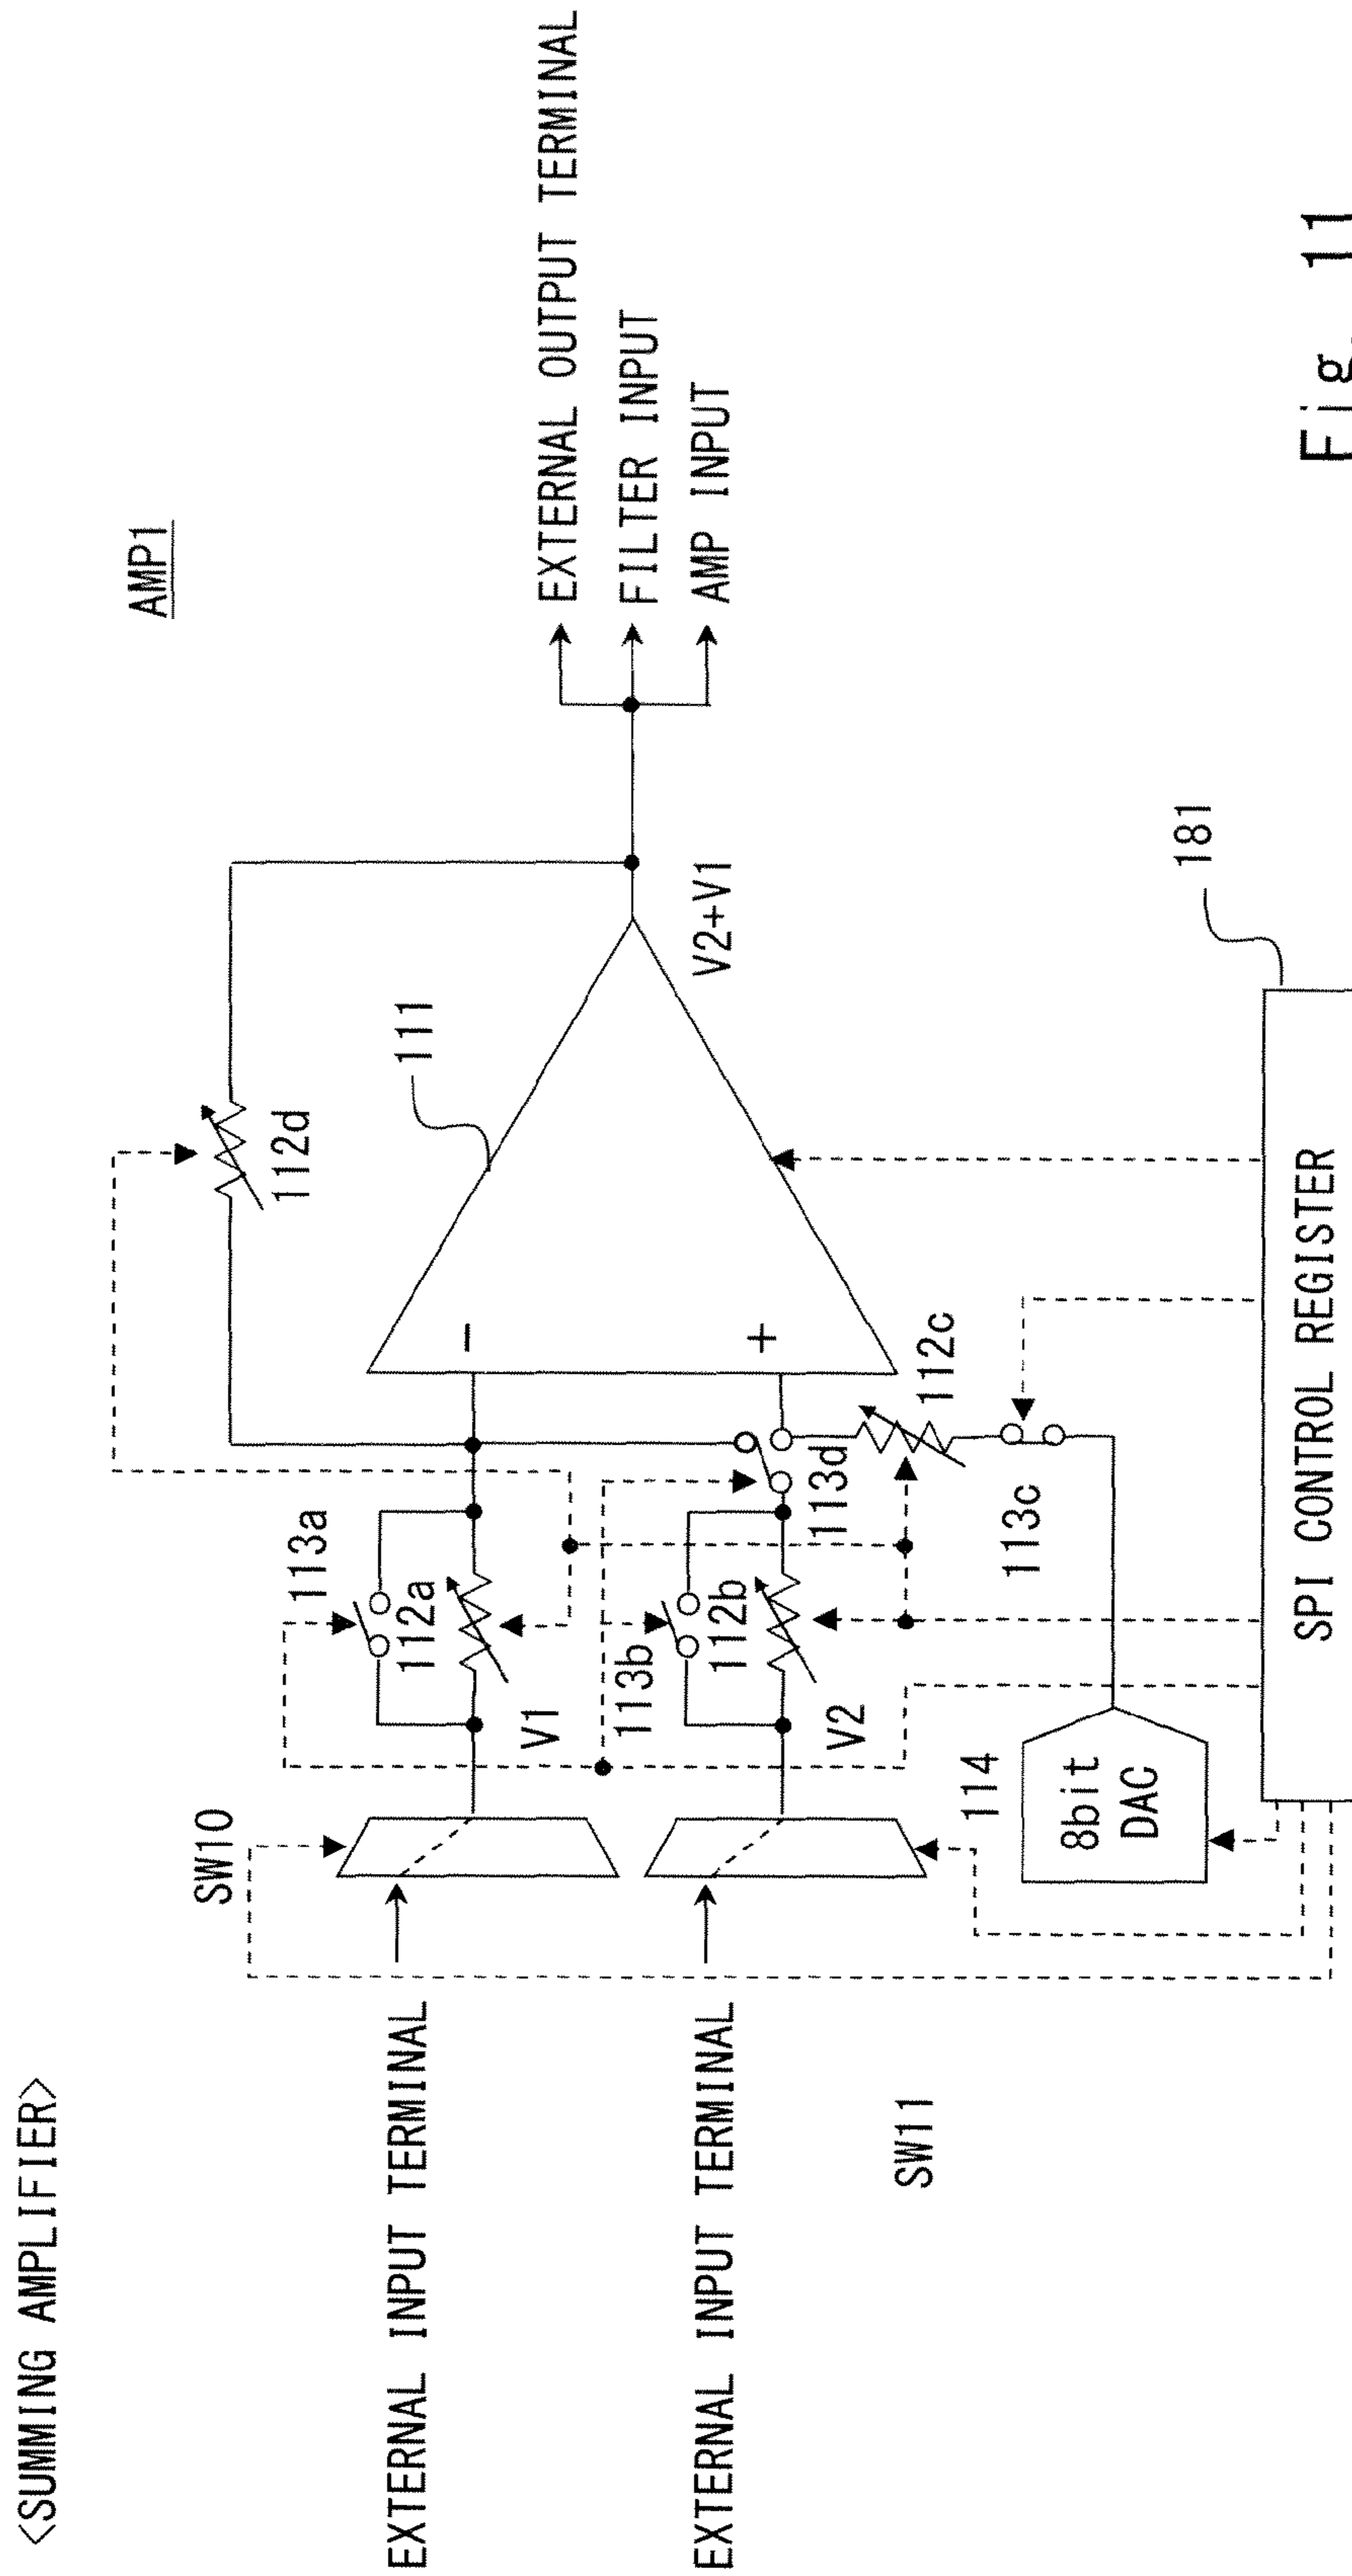 <SUMMING AMPLIFIER>
AMP1
SW10
113a
112d
EXTERNAL INPUT TERMINAL
112a
111
V1
EXTERNAL OUTPUT TERMINAL
FILTER INPUT
AMP INPUT
113b
−
EXTERNAL INPUT TERMINAL
112b
+
V2+V1
V2
113d
SW11
112c
114
113c
8bit
DAC
181
SPI CONTROL REGISTER
Fig. 11